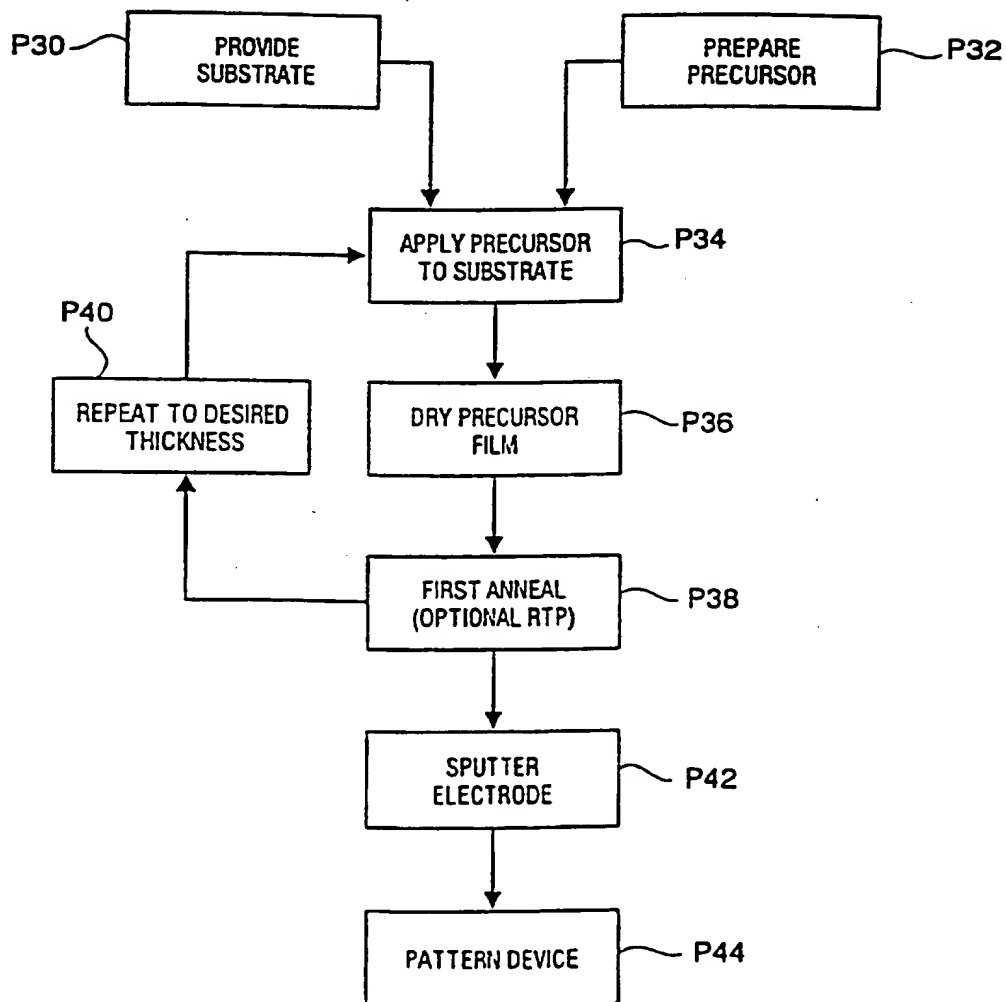 P30
PROVIDE
SUBSTRATE
PREPARE
PRECURSOR
P32
APPLY PRECURSOR
TO SUBSTRATE
P34
P40
REPEAT TO DESIRED
THICKNESS
DRY PRECURSOR
FILM
P36
FIRST ANNEAL
(OPTIONAL RTP)
P38
SPUTTER
ELECTRODE
P42
PATTERN DEVICE
P44